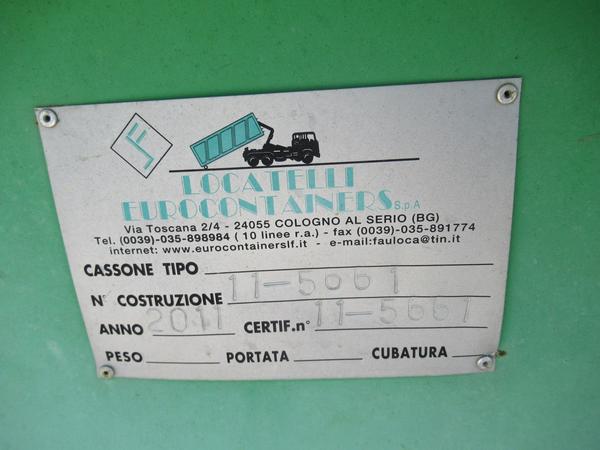 LF
LOCATELLI
EUROCONTAINERS S.p.A
Via Toscana 2/4 - 24055 COLOGNO AL SERIO (BG)
Tel. (0039)-035-898984 ( 10 linee r.a.) - fax (0039)-035-891774
internet: www.eurocontainerslf.it - e-mail:fauloca@tin.it
CASSONE TIPO
N° COSTRUZIONE 11-5661
ANNO 2011 CERTIF.n° 11-5661
PESO PORTATA CUBATURA